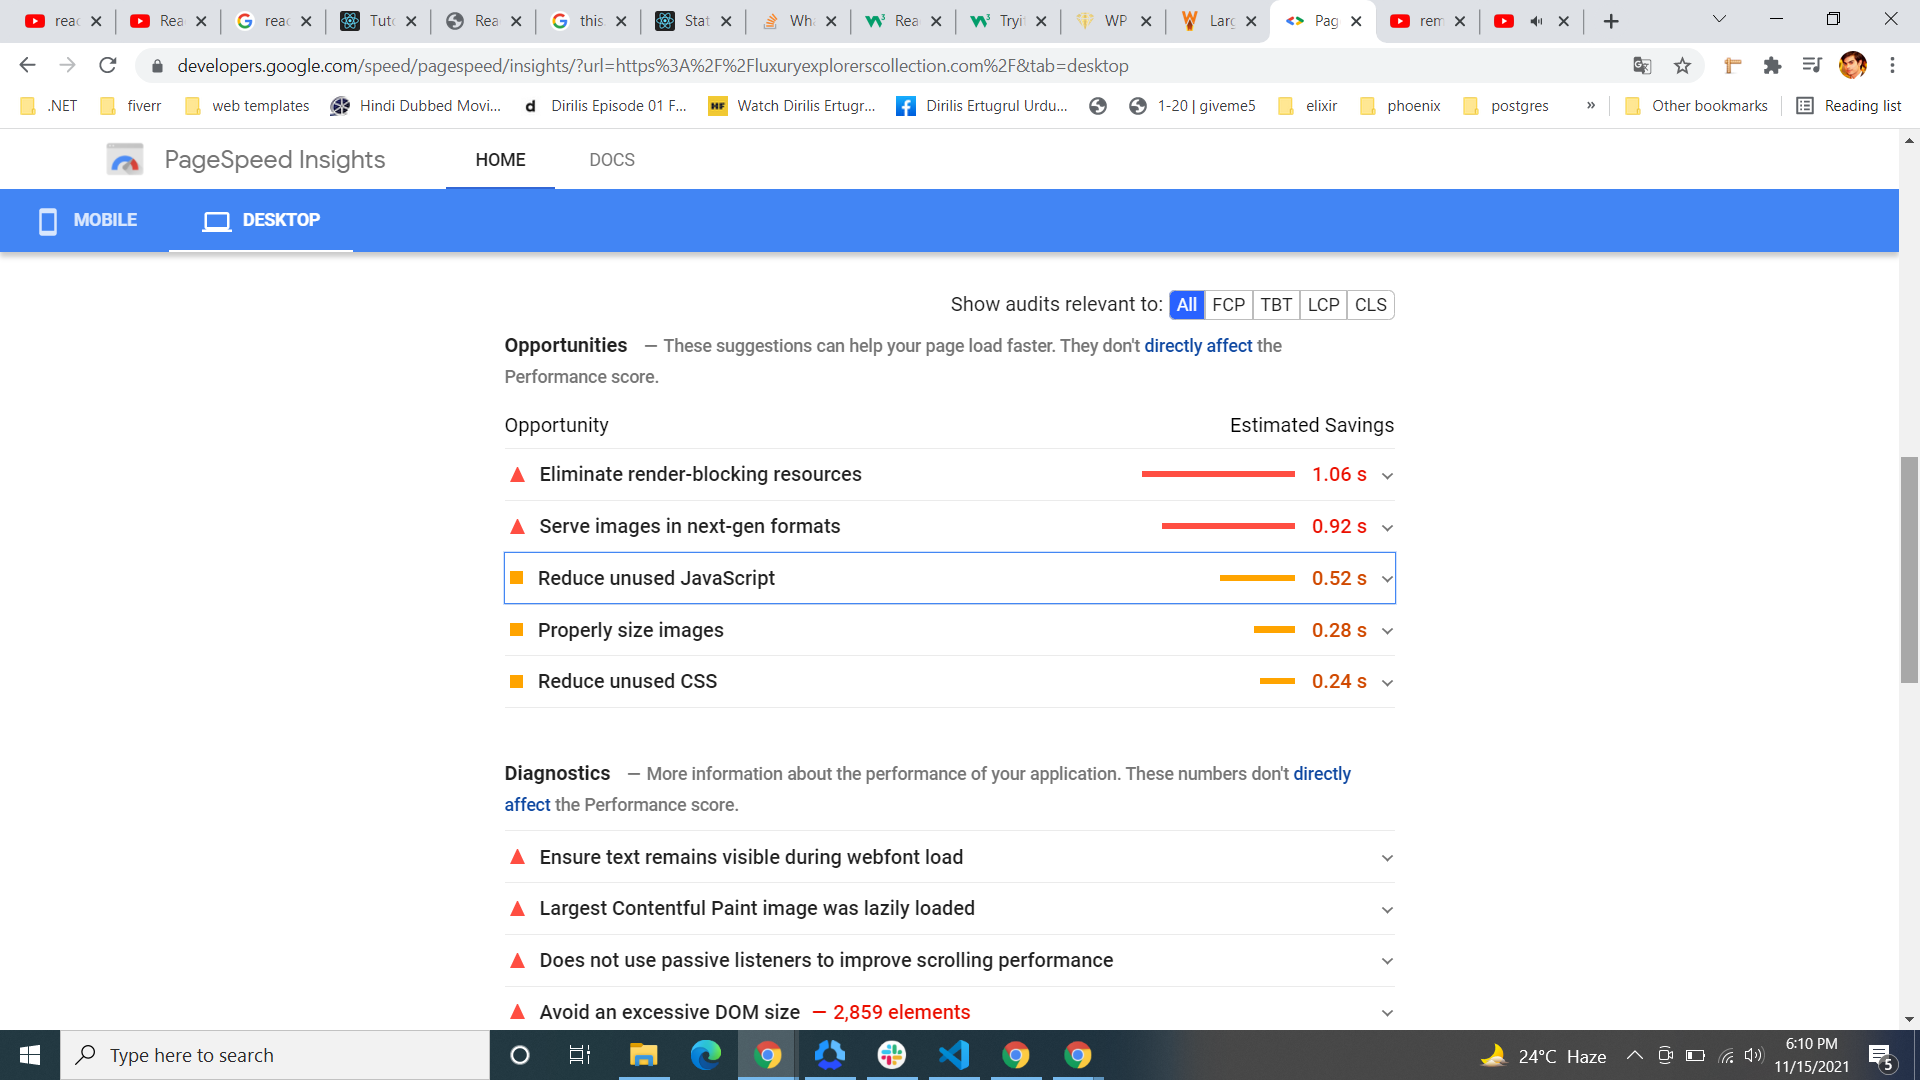 reac
Rea
reac
Tuto
Rea
this.
Stat
Wha
Rea
Tryit
WP
Larg
Pag
rem
developers.google.com/speed/pagespeed/insights/?url=https%3A%2F%2Fluxuryexplorerscollection.com%2F&tab=desktop
.NET
fiverr
web templates
Hindi Dubbed Movi...
Dirilis Episode 01 F...
HF Watch Dirilis Ertugr...
Dirilis Ertugrul Urdu...
1-20 | giveme5
elixir
phoenix
postgres
»
Other bookmarks
Reading list
PageSpeed Insights
HOME
DOCS
MOBILE
DESKTOP
Show audits relevant to: All FCP TBT LCP CLS
Opportunities — These suggestions can help your page load faster. They don't directly affect the
Performance score.
Opportunity Estimated Savings
Eliminate render-blocking resources 1.06 s
Serve images in next-gen formats 0.92 s
Reduce unused JavaScript 0.52 s
Properly size images 0.28 s
Reduce unused CSS 0.24 s
Diagnostics — More information about the performance of your application. These numbers don't directly
affect the Performance score.
Ensure text remains visible during webfont load
Largest Contentful Paint image was lazily loaded
Does not use passive listeners to improve scrolling performance
Avoid an excessive DOM size — 2,859 elements
Type here to search
24°C Haze
6:10 PM
11/15/2021
5